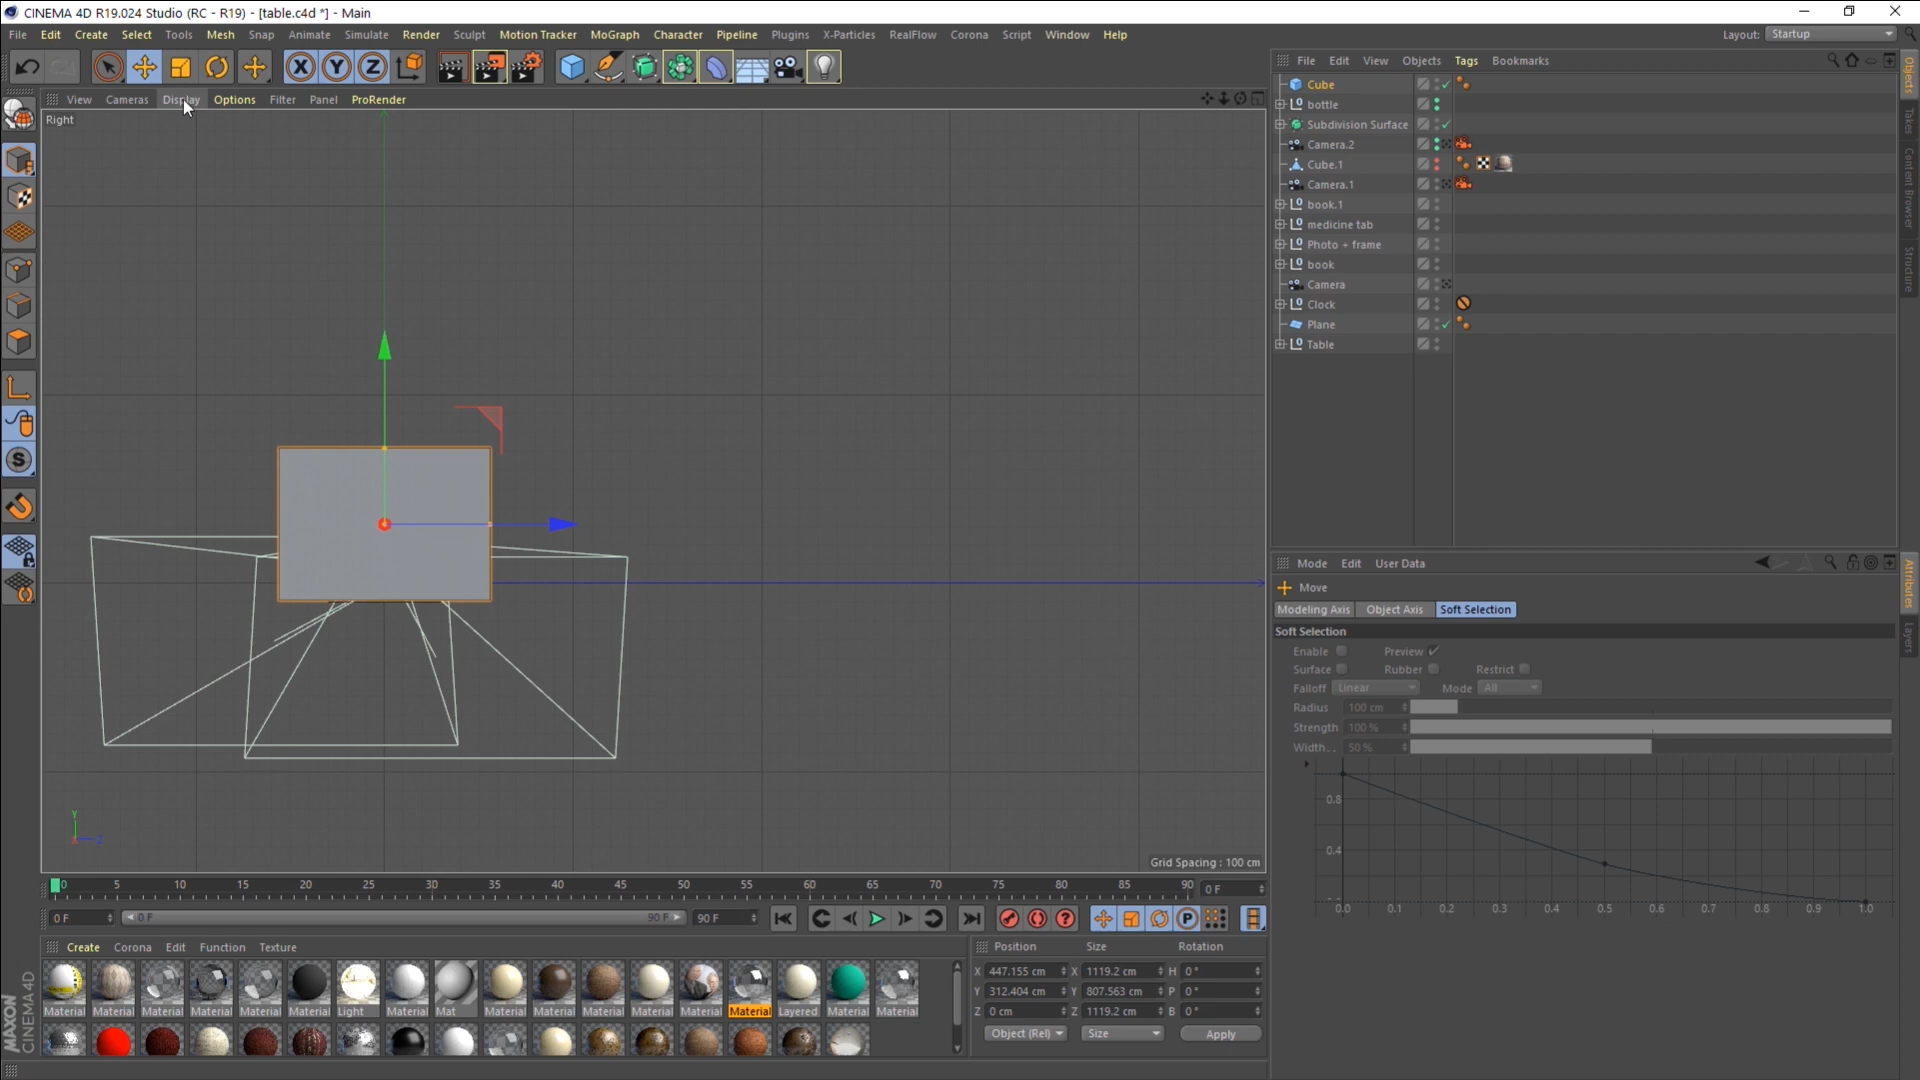 CINEMA 4D R19.024 Studio (RC - R19) - [table.c4d *] - Main
File Edit Create Select Tools Mesh Snap Animate Simulate Render Sculpt Motion Tracker MoGraph Character Pipeline Plugins X-Particles RealFlow Corona Script Window Help
Layout: Startup
X Y Z
File Edit View Objects Tags Bookmarks
View Cameras Display Options Filter Panel ProRender
Right
Cube
bottle
Subdivision Surface
Camera.2
Cube.1
Camera.1
book.1
medicine tab
Photo + frame
book
Camera
Clock
Plane
Table
Objects
Takes
Content Browser
Structure
Mode Edit User Data
Move
Modeling Axis Object Axis Soft Selection
Soft Selection
Enable Preview
Surface Rubber Restrict
Falloff Linear Mode All
Radius 100 cm
Strength 100 %
Width.. 50 %
0.8
0.4
0.0 0.1 0.2 0.3 0.4 0.5 0.6 0.7 0.8 0.9 1.0
Attributes
Layers
S
Y
Z
Grid Spacing : 100 cm
0 5 10 15 20 25 30 35 40 45 50 55 60 65 70 75 80 85 90 0 F
0 F 0 F 90 F 90 F
P
Create Corona Edit Function Texture
Material Material Material Material Material Material Light Material Mat Material Material Material Material Material Material Layered Material Material
Position Size Rotation
X 447.155 cm X 1119.2 cm H 0 °
Y 312.404 cm Y 807.563 cm P 0 °
Z 0 cm Z 1119.2 cm B 0 °
Object (Rel) Size Apply
MAXON
CINEMA 4D